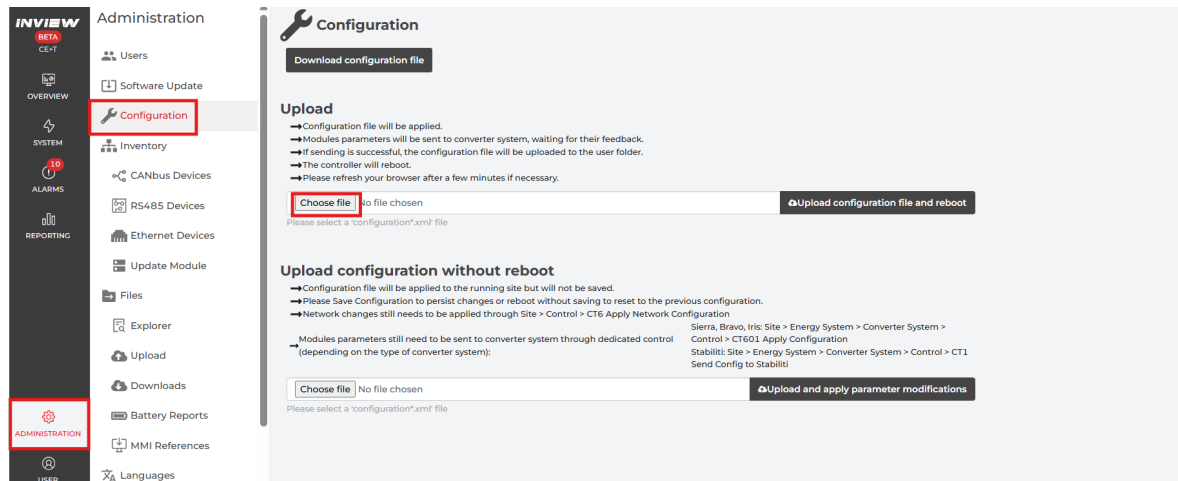 INVIEW
BETA
CE+T
OVERVIEW
SYSTEM
10
ALARMS
REPORTING
ADMINISTRATION
USER
Administration
Users
Software Update
Configuration
Inventory
CANbus Devices
RS485 Devices
Ethernet Devices
Update Module
Files
Explorer
Upload
Downloads
Battery Reports
MMI References
Languages
Configuration
Download configuration file
Upload
Configuration file will be applied.
Modules parameters will be sent to converter system, waiting for their feedback.
If sending is successful, the configuration file will be uploaded to the user folder.
The controller will reboot.
Please refresh your browser after a few minutes if necessary.
Choose file No file chosen Upload configuration file and reboot
Please select a 'configuration*.xml' file
Upload configuration without reboot
Configuration file will be applied to the running site but will not be saved.
Please Save Configuration to persist changes or reboot without saving to reset to the previous configuration.
Network changes still needs to be applied through Site > Control > CT6 Apply Network Configuration
Modules parameters still need to be sent to converter system through dedicated control
(depending on the type of converter system):
Sierra, Bravo, Iris: Site > Energy System > Converter System >
Control > CT601 Apply Configuration
Stabiliti: Site > Energy System > Converter System > Control > CT1
Send Config to Stabiliti
Choose file No file chosen Upload and apply parameter modifications
Please select a 'configuration*.xml' file